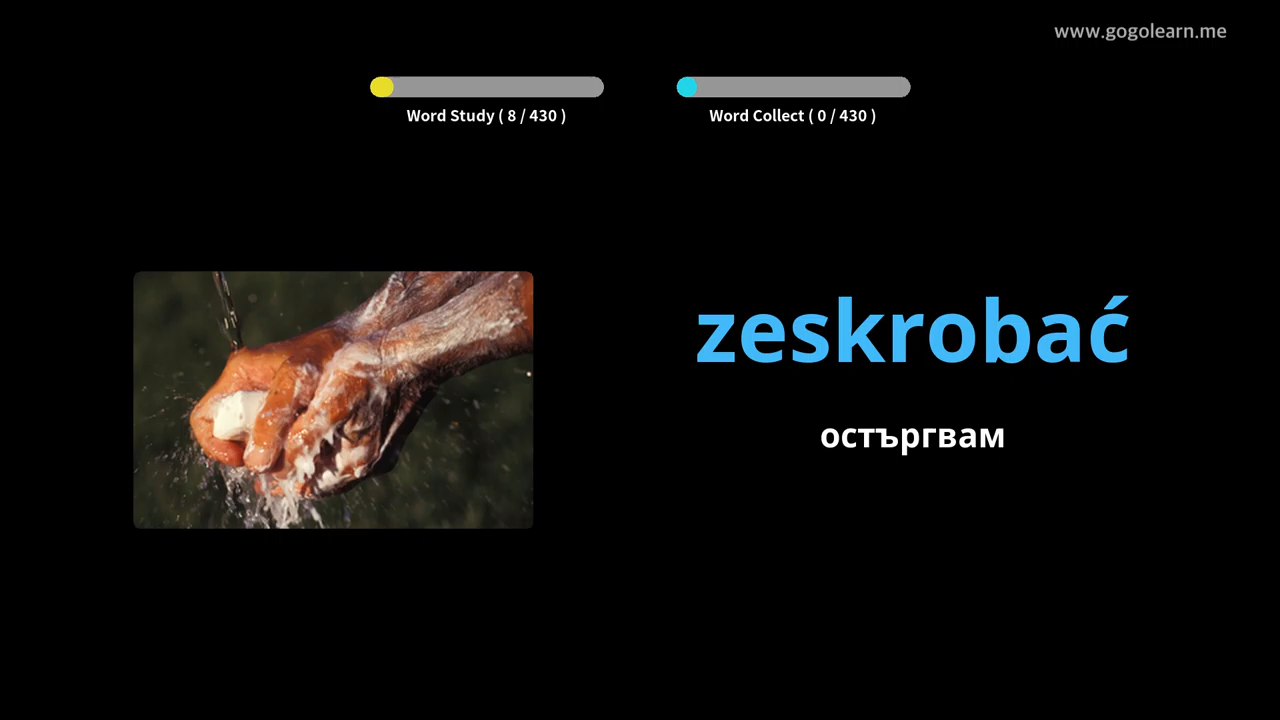 www.gogolearn.me
Word Study ( 8 / 430 )
Word Collect ( 0 / 430 )
zeskrobać
остъргвам